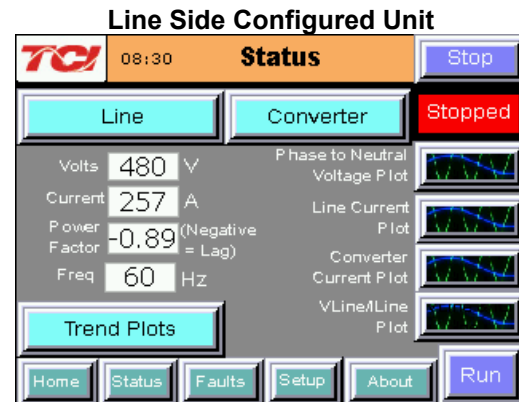 Line Side Configured Unit
TCI 08:30 Status Stop
Line Converter Stopped
Volts 480 V
Current 257 A
Power Factor -0.89 (Negative = Lag)
Freq 60 Hz
Phase to Neutral
Voltage Plot
Line Current
Plot
Converter
Current Plot
VLine/ILine
Plot
Trend Plots
Home Status Faults Setup About Run